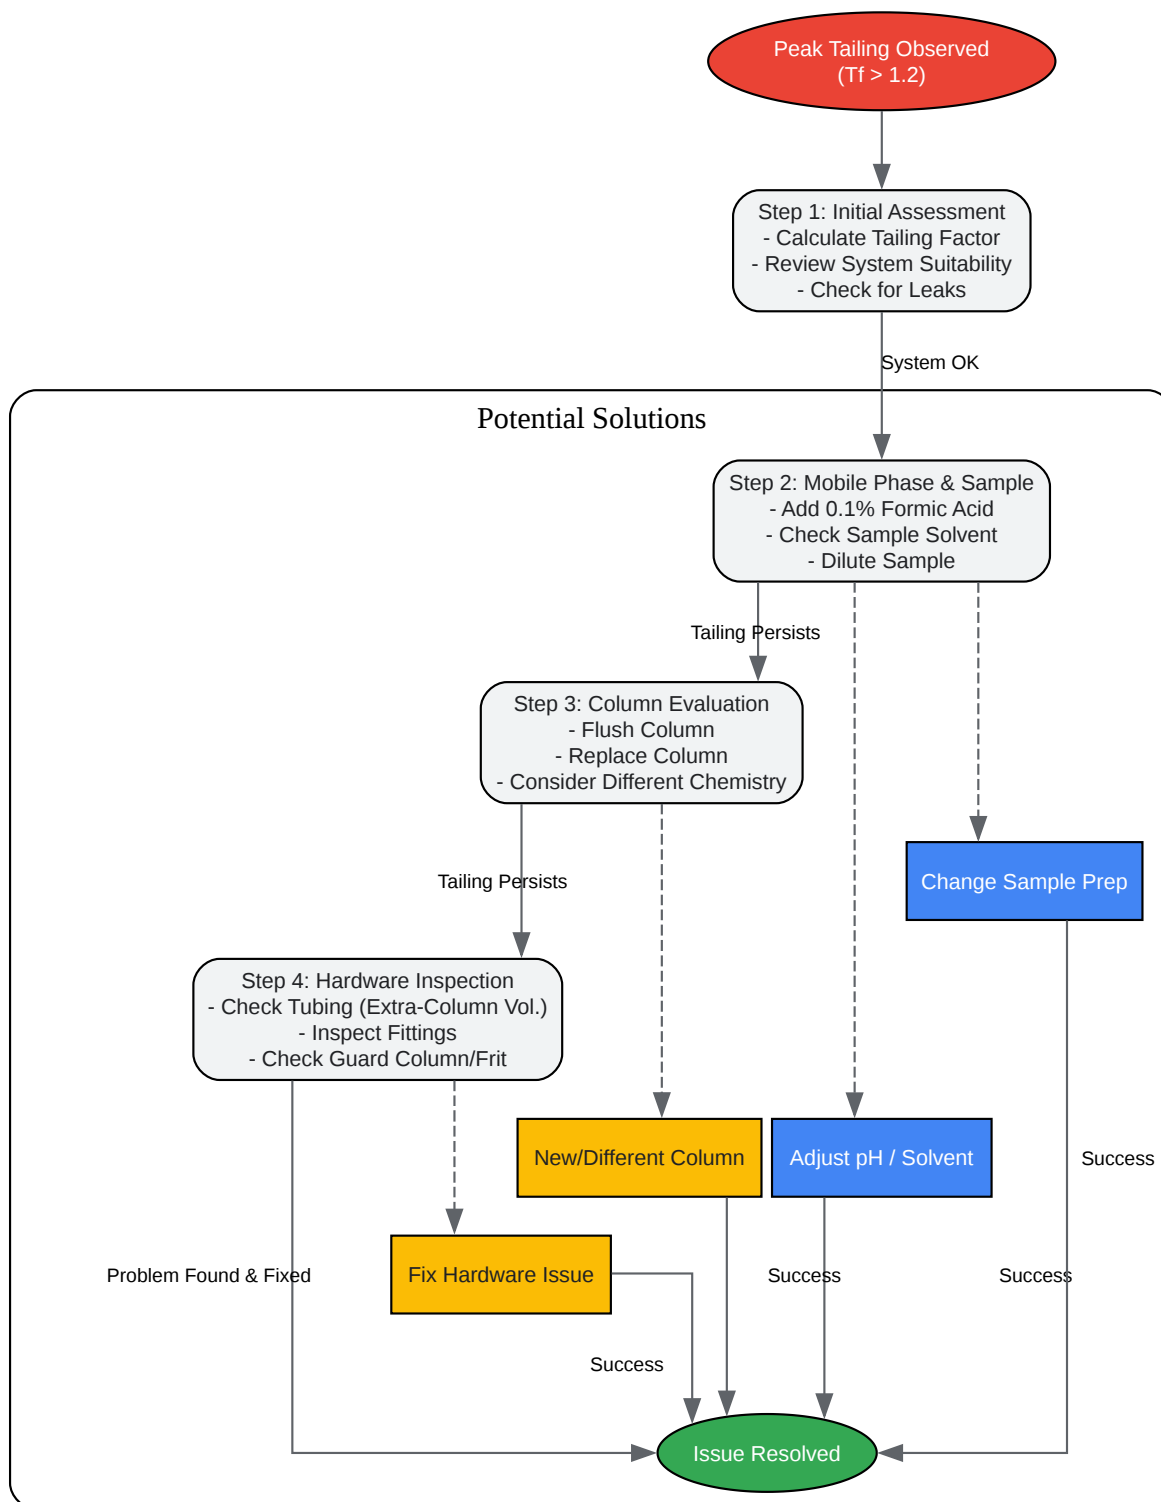 Peak Tailing Observed
(Tf > 1.2)
Step 1: Initial Assessment
- Calculate Tailing Factor
- Review System Suitability
- Check for Leaks
System OK
Potential Solutions
Step 2: Mobile Phase & Sample
- Add 0.1% Formic Acid
- Check Sample Solvent
- Dilute Sample
Tailing Persists
Step 3: Column Evaluation
- Flush Column
- Replace Column
- Consider Different Chemistry
Tailing Persists
Change Sample Prep
Step 4: Hardware Inspection
- Check Tubing (Extra-Column Vol.)
- Inspect Fittings
- Check Guard Column/Frit
New/Different Column
Adjust pH / Solvent
Success
Problem Found & Fixed
Fix Hardware Issue
Success
Success
Success
Issue Resolved